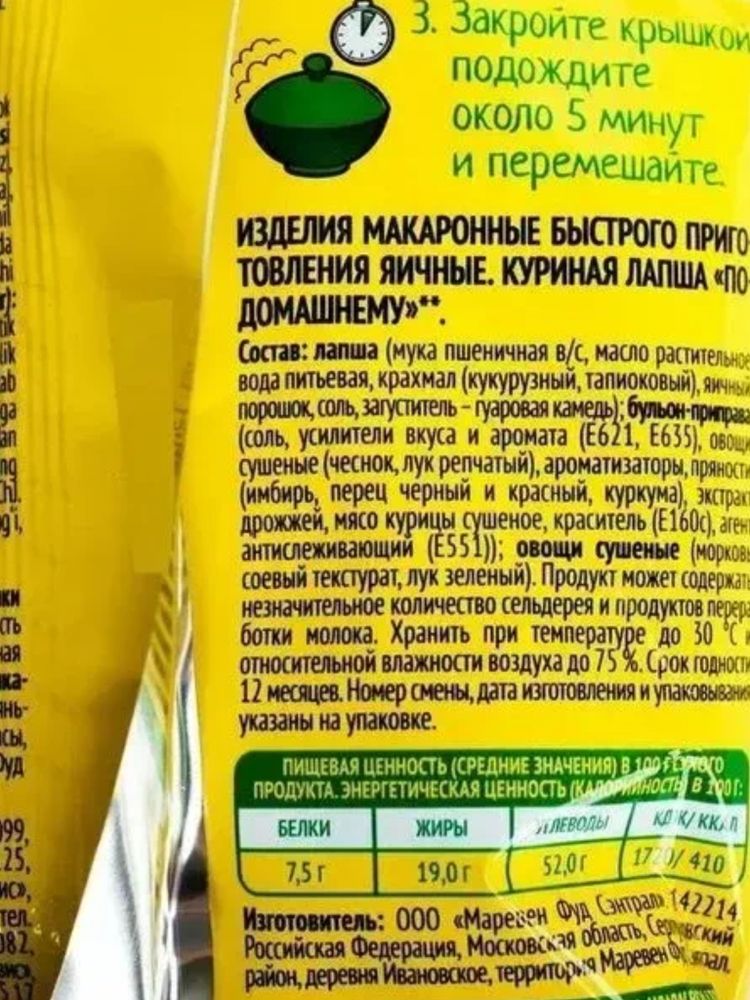 3. Закройте крышкой
подождите
около 5 минут
и перемешайте.
ИЗДЕЛИЯ МАКАРОННЫЕ БЫСТРОГО ПРИГО-
ТОВЛЕНИЯ ЯИЧНЫЕ. КУРИНАЯ ЛАПША «ПО-
ДОМАШНЕМУ»**.
Состав: лапша (мука пшеничная в/с, масло растительное
вода питьевая, крахмал (кукурузный, тапиоковый), яичный
порошок, соль, загуститель – гуаровая камедь); бульон-приправа
(соль, усилители вкуса и аромата (Е621, Е635), овощи
сушеные (чеснок, лук репчатый), ароматизаторы, пряности
(имбирь, перец черный и красный, куркума), экстракт
дрожжей, мясо курицы сушеное, краситель (Е160с), агент
антислеживающий (Е551)); овощи сушеные (морковь
соевый текстурат, лук зеленый). Продукт может содержать
незначительное количество сельдерея и продуктов перера-
ботки молока. Хранить при температуре до 30 °С и
относительной влажности воздуха до 75 %. Срок годности
12 месяцев. Номер смены, дата изготовления и упаковывания
указаны на упаковке.
ПИЩЕВАЯ ЦЕННОСТЬ (СРЕДНИЕ ЗНАЧЕНИЯ) В 100 г СУХОГО
ПРОДУКТА. ЭНЕРГЕТИЧЕСКАЯ ЦЕННОСТЬ (КАЛОРИЙНОСТЬ) В 100 Г:
БЕЛКИ ЖИРЫ УГЛЕВОДЫ КДЖ/ККАЛ
7,5 г 19,0 г 52,0 г 1720/ 410
Изготовитель: ООО «Маревен Фуд Сэнтрал» 142214,
Российская Федерация, Московская область, Серпуховский
район, деревня Ивановское, территория Маревен